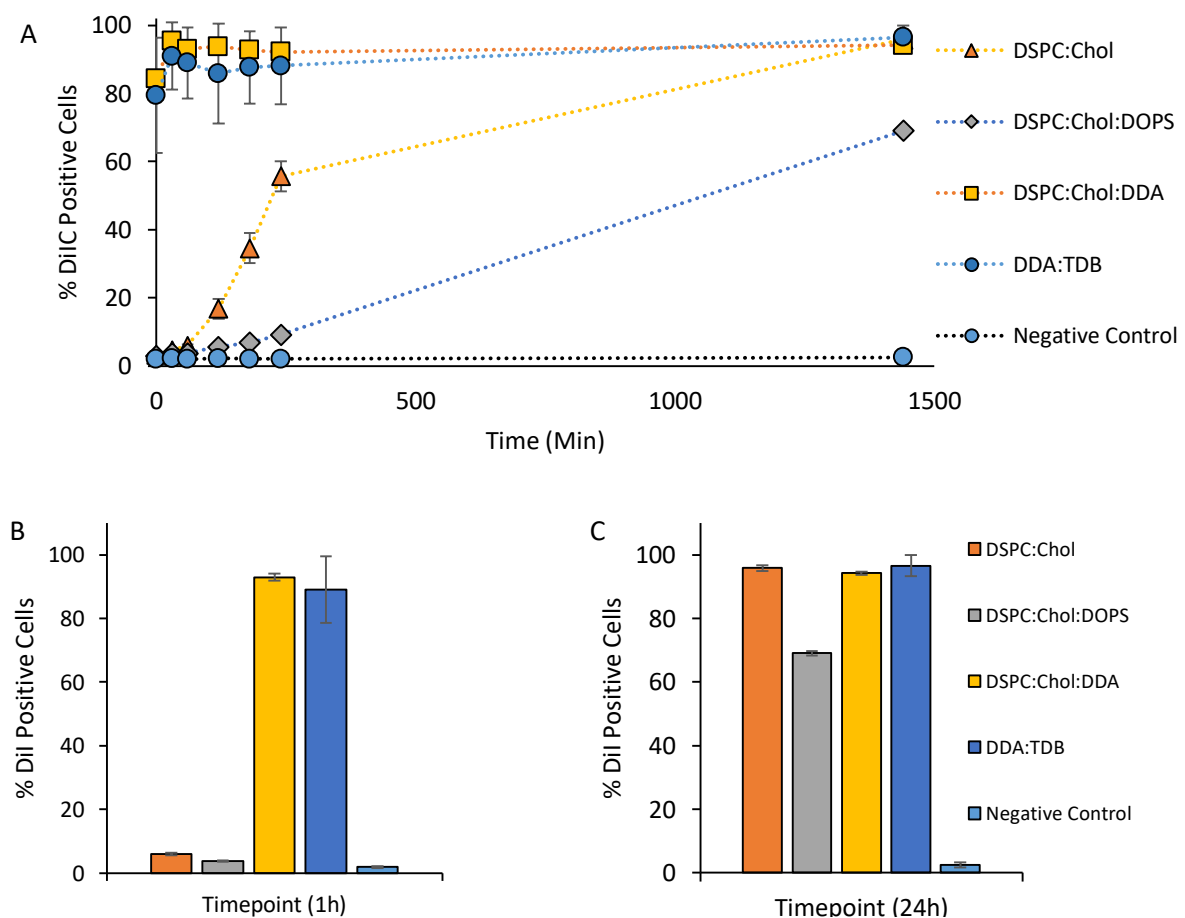 A
% DiIC Positive Cells
100
80
60
40
20
0
0
500
1000
1500
Time (Min)
DSPC:Chol
DSPC:Chol:DOPS
DSPC:Chol:DDA
DDA:TDB
Negative Control
B
% DiI Positive Cells
100
80
60
40
20
0
Timepoint (1h)
C
% DiI Positive Cells
100
80
60
40
20
0
Timepoint (24h)
DSPC:Chol
DSPC:Chol:DOPS
DSPC:Chol:DDA
DDA:TDB
Negative Control